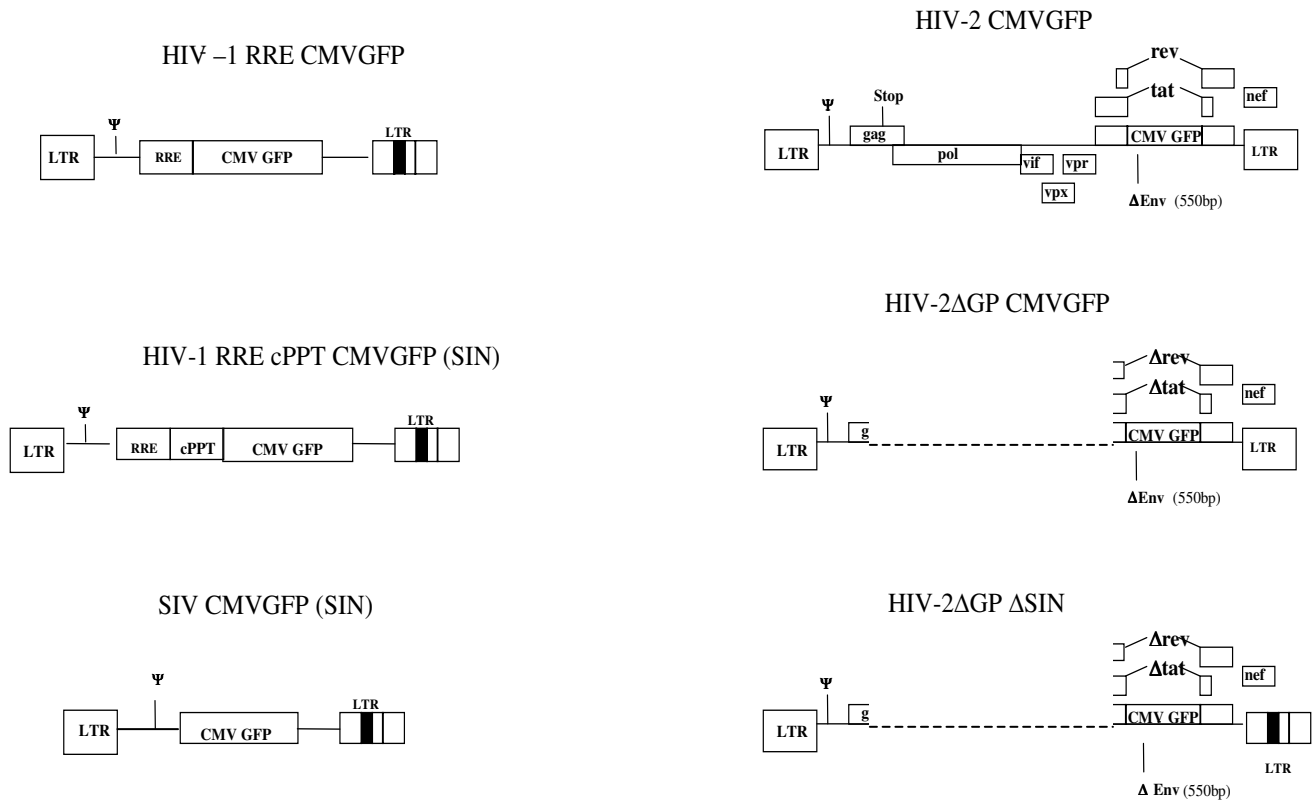 HIV –1 RRE CMVGFP
Ψ
LTR
LTR RRE CMV GFP
HIV-1 RRE cPPT CMVGFP (SIN)
Ψ
LTR
LTR RRE cPPT CMV GFP
SIV CMVGFP (SIN)
Ψ
LTR
LTR CMV GFP
HIV-2 CMVGFP
rev
Stop tat nef
Ψ
gag CMV GFP
LTR pol LTR
vif vpr
vpx
ΔEnv (550bp)
HIV-2ΔGP CMVGFP
Δrev
Δtat nef
Ψ
g CMV GFP
LTR LTR
ΔEnv (550bp)
HIV-2ΔGP ΔSIN
Δrev
Δtat nef
Ψ
g CMV GFP
LTR
LTR
Δ Env (550bp)